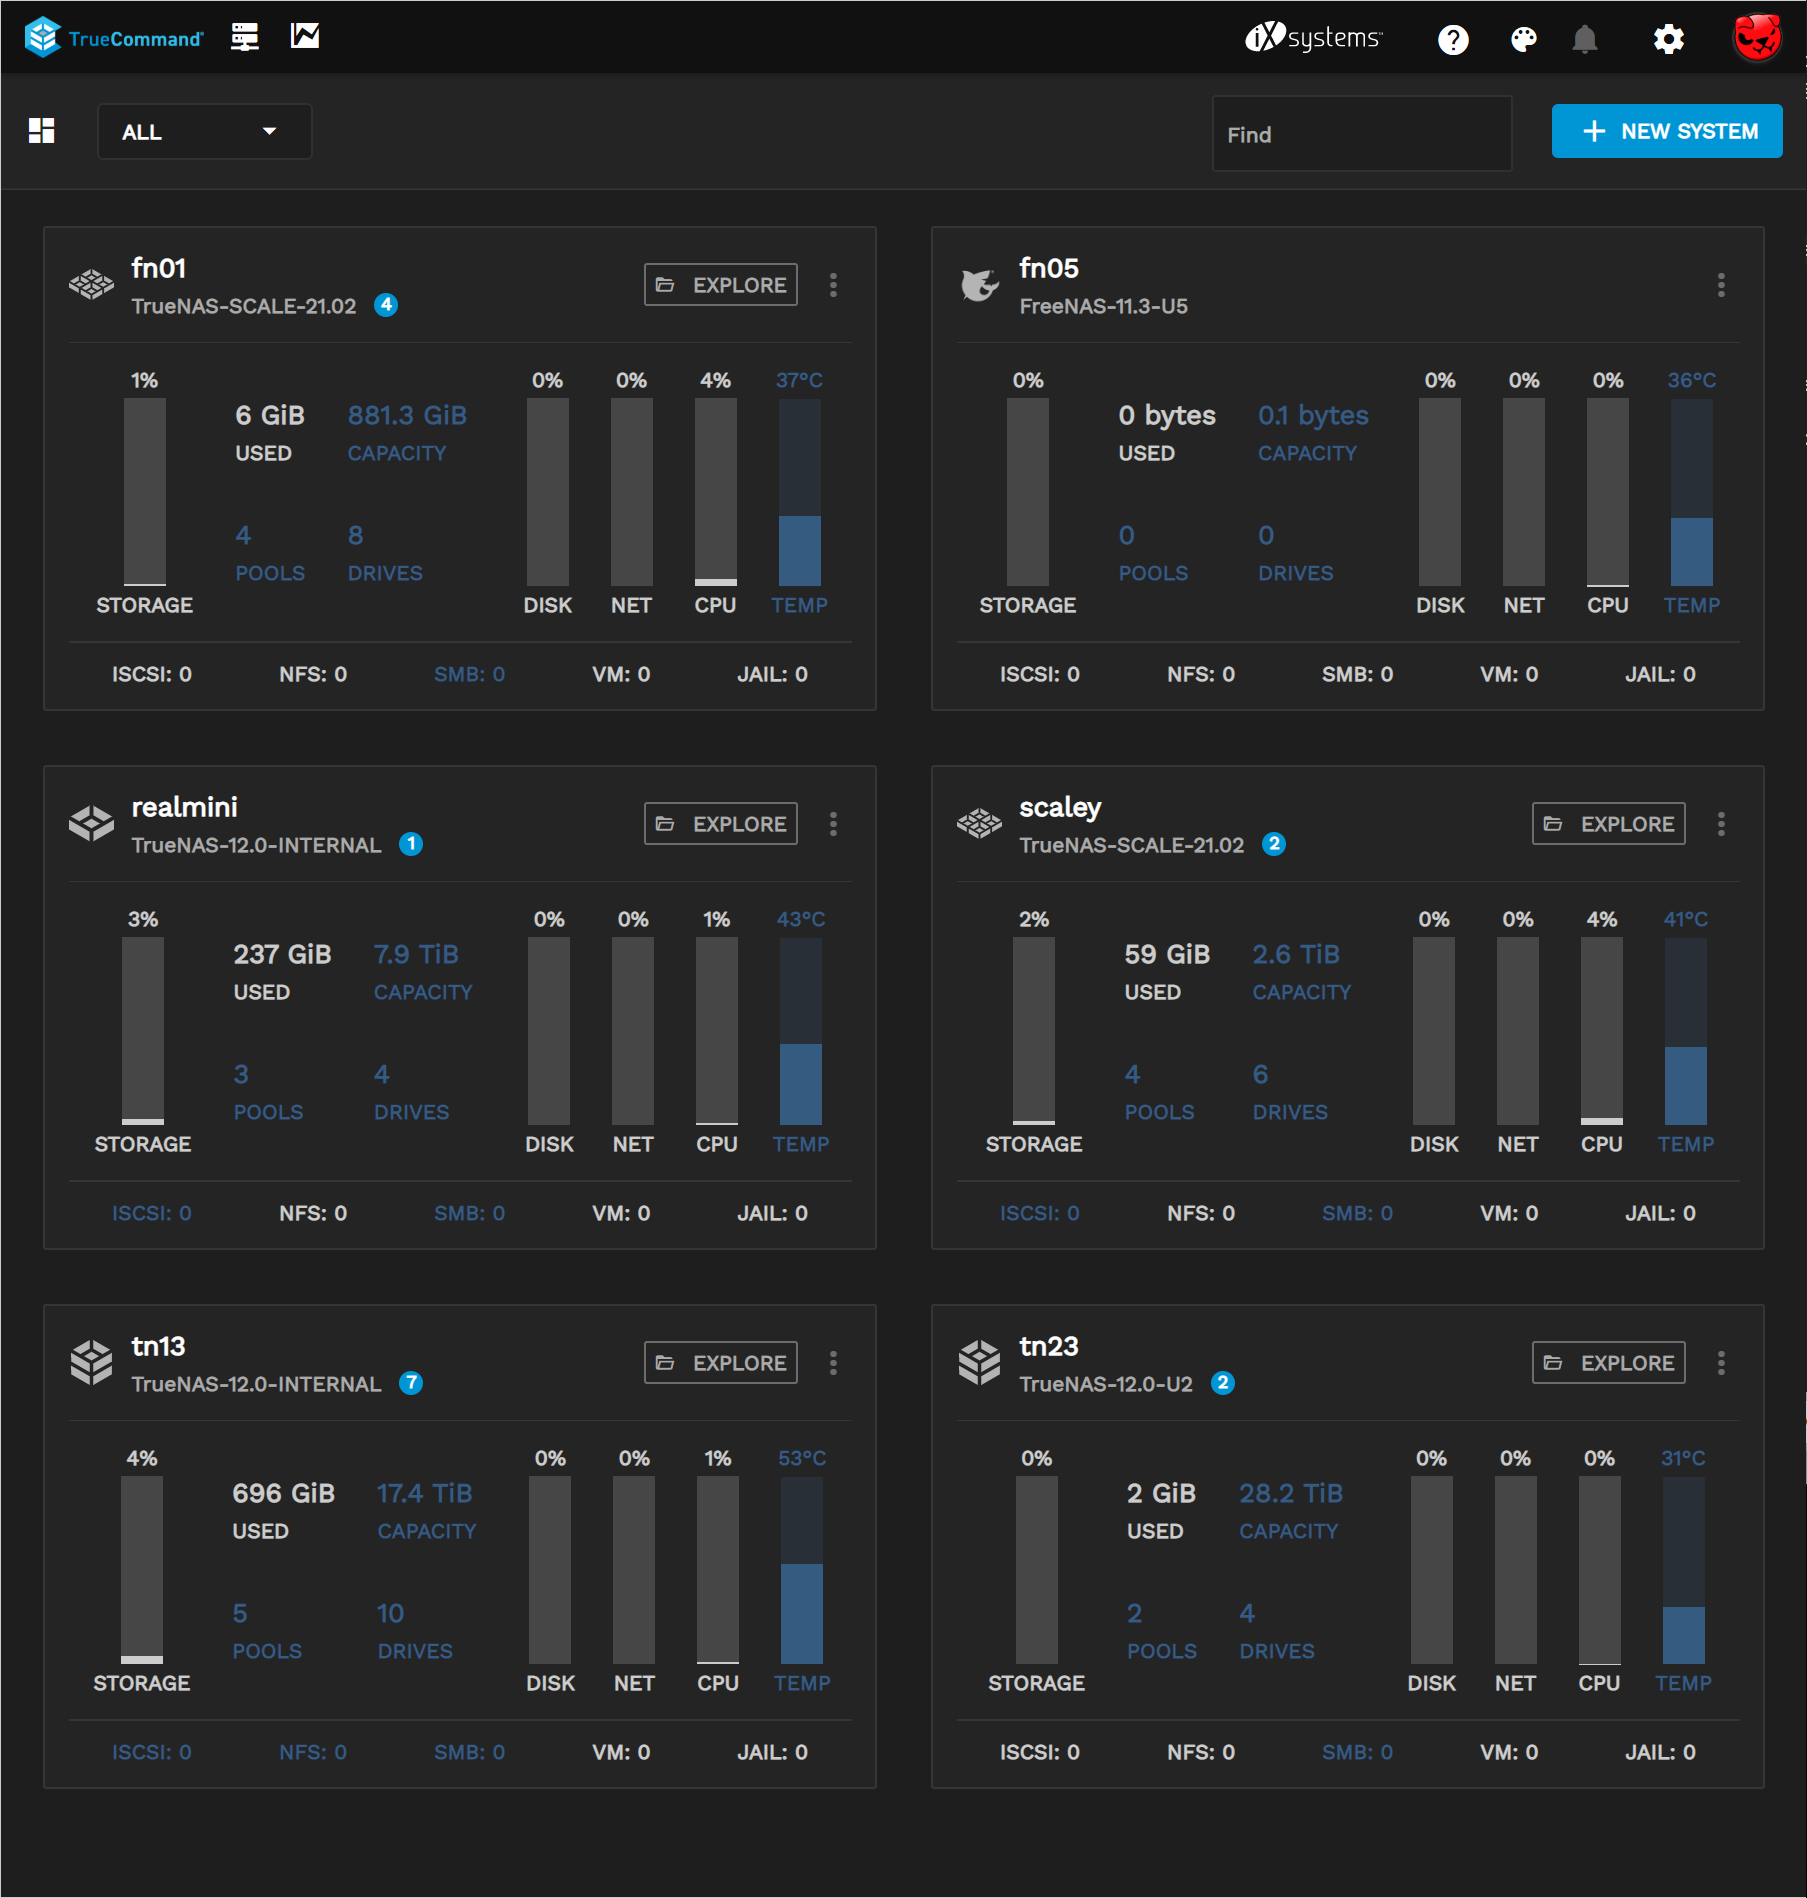 TrueCommand®
iXsystems™
?
ALL
Find
+ NEW SYSTEM
fn01
TrueNAS-SCALE-21.02 4
EXPLORE
1%
6 GiB 881.3 GiB
USED CAPACITY
4 8
POOLS DRIVES
STORAGE
0% 0% 4% 37°C
DISK NET CPU TEMP
ISCSI: 0 NFS: 0 SMB: 0 VM: 0 JAIL: 0
fn05
FreeNAS-11.3-U5
0%
0 bytes 0.1 bytes
USED CAPACITY
0 0
POOLS DRIVES
STORAGE
0% 0% 0% 36°C
DISK NET CPU TEMP
ISCSI: 0 NFS: 0 SMB: 0 VM: 0 JAIL: 0
realmini
TrueNAS-12.0-INTERNAL 1
EXPLORE
3%
237 GiB 7.9 TiB
USED CAPACITY
3 4
POOLS DRIVES
STORAGE
0% 0% 1% 43°C
DISK NET CPU TEMP
ISCSI: 0 NFS: 0 SMB: 0 VM: 0 JAIL: 0
scaley
TrueNAS-SCALE-21.02 2
EXPLORE
2%
59 GiB 2.6 TiB
USED CAPACITY
4 6
POOLS DRIVES
STORAGE
0% 0% 4% 41°C
DISK NET CPU TEMP
ISCSI: 0 NFS: 0 SMB: 0 VM: 0 JAIL: 0
tn13
TrueNAS-12.0-INTERNAL 7
EXPLORE
4%
696 GiB 17.4 TiB
USED CAPACITY
5 10
POOLS DRIVES
STORAGE
0% 0% 1% 53°C
DISK NET CPU TEMP
ISCSI: 0 NFS: 0 SMB: 0 VM: 0 JAIL: 0
tn23
TrueNAS-12.0-U2 2
EXPLORE
0%
2 GiB 28.2 TiB
USED CAPACITY
2 4
POOLS DRIVES
STORAGE
0% 0% 0% 31°C
DISK NET CPU TEMP
ISCSI: 0 NFS: 0 SMB: 0 VM: 0 JAIL: 0